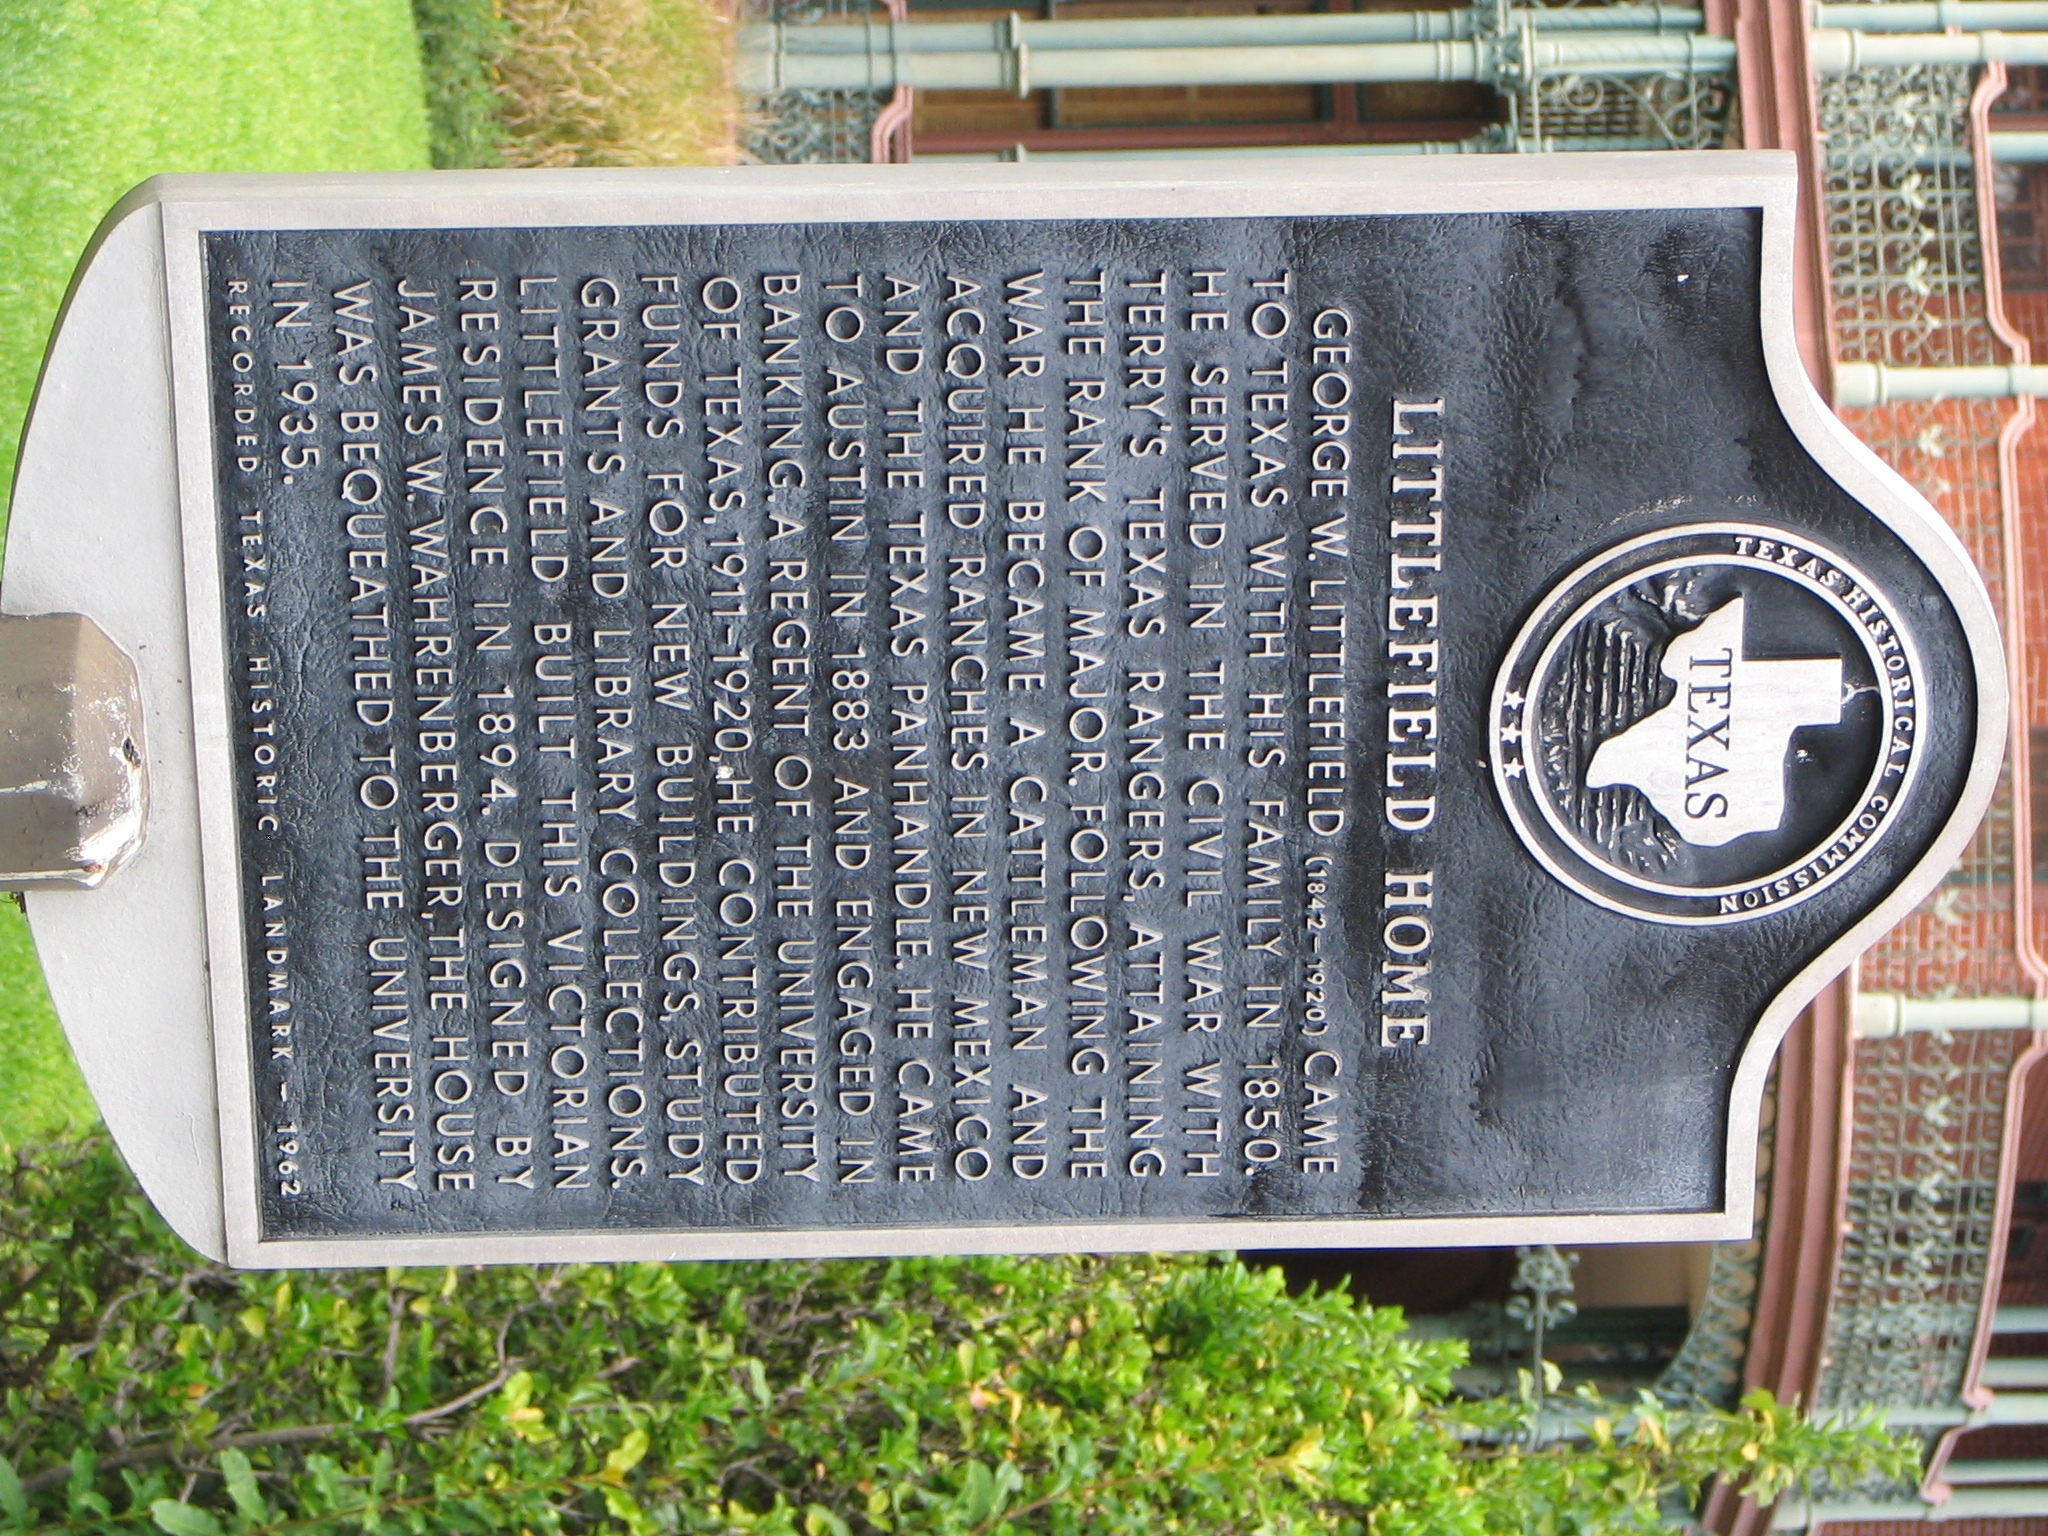 TEXAS HISTORICAL COMMISSION
TEXAS
LITTLEFIELD HOME
GEORGE W. LITTLEFIELD (1842-1920) CAME
TO TEXAS WITH HIS FAMILY IN 1850.
HE SERVED IN THE CIVIL WAR WITH
TERRY'S TEXAS RANGERS, ATTAINING
THE RANK OF MAJOR. FOLLOWING THE
WAR HE BECAME A CATTLEMAN AND
ACQUIRED RANCHES IN NEW MEXICO
AND THE TEXAS PANHANDLE. HE CAME
TO AUSTIN IN 1883 AND ENGAGED IN
BANKING. A REGENT OF THE UNIVERSITY
OF TEXAS, 1911-1920, HE CONTRIBUTED
FUNDS FOR NEW BUILDINGS, STUDY
GRANTS AND LIBRARY COLLECTIONS.
LITTLEFIELD BUILT THIS VICTORIAN
RESIDENCE IN 1894. DESIGNED BY
JAMES W. WAHRENBERGER, THE HOUSE
WAS BEQUEATHED TO THE UNIVERSITY
IN 1935.
RECORDED TEXAS HISTORIC LANDMARK - 1962